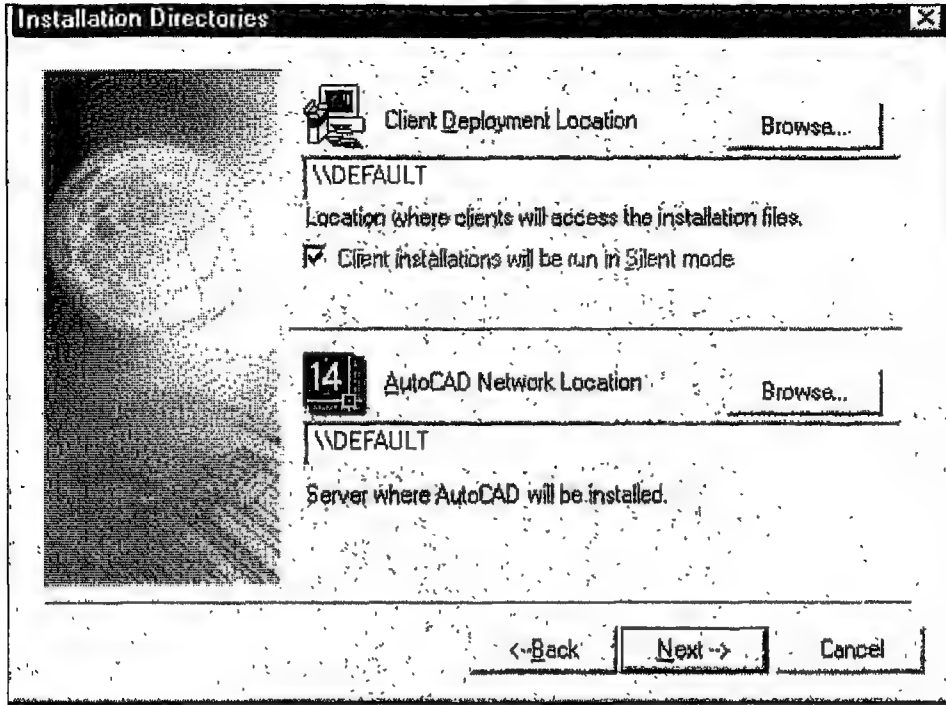 Installation Directories
Client Deployment Location
Browse...
\\DEFAULT
Location where clients will access the installation files.
Client installations will be run in Silent mode
14
AutoCAD Network Location
Browse...
\\DEFAULT
Server where AutoCAD will be installed.
<--Back
Next-->
Cancel